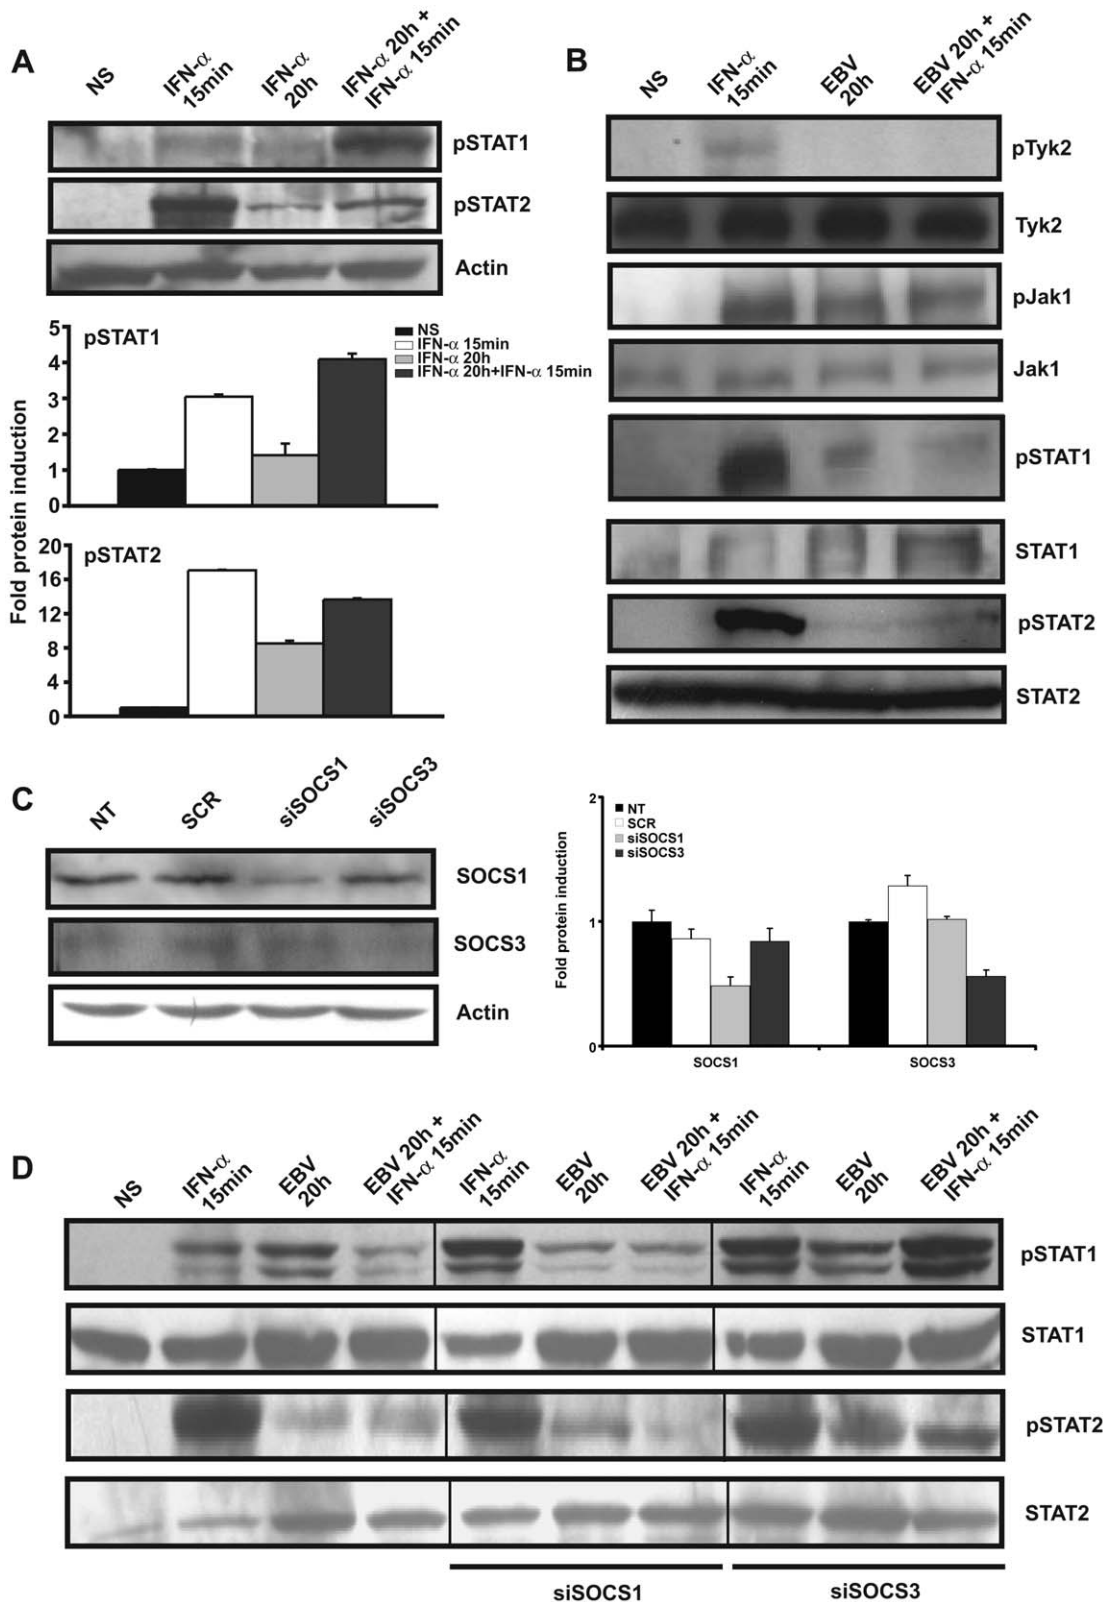 A
NS
IFN-α
15min
IFN-α
20h
IFN-α 20h +
IFN-α 15min
pSTAT1
pSTAT2
Actin
Fold protein induction
pSTAT1
5
4
3
2
1
0
NS
IFN-α 15min
IFN-α 20h
IFN-α 20h+IFN-α 15min
pSTAT2
20
16
12
8
4
0
B
NS
IFN-α
15min
EBV
20h
EBV 20h +
IFN-α 15min
pTyk2
Tyk2
pJak1
Jak1
pSTAT1
STAT1
pSTAT2
STAT2
C
NT
SCR
siSOCS1
siSOCS3
SOCS1
SOCS3
Actin
Fold protein induction
2
1
0
NT
SCR
siSOCS1
siSOCS3
SOCS1
SOCS3
D
NS
IFN-α
15min
EBV
20h
EBV 20h +
IFN-α 15min
IFN-α
15min
EBV
20h
EBV 20h +
IFN-α 15min
IFN-α
15min
EBV
20h
EBV 20h +
IFN-α 15min
pSTAT1
STAT1
pSTAT2
STAT2
siSOCS1
siSOCS3